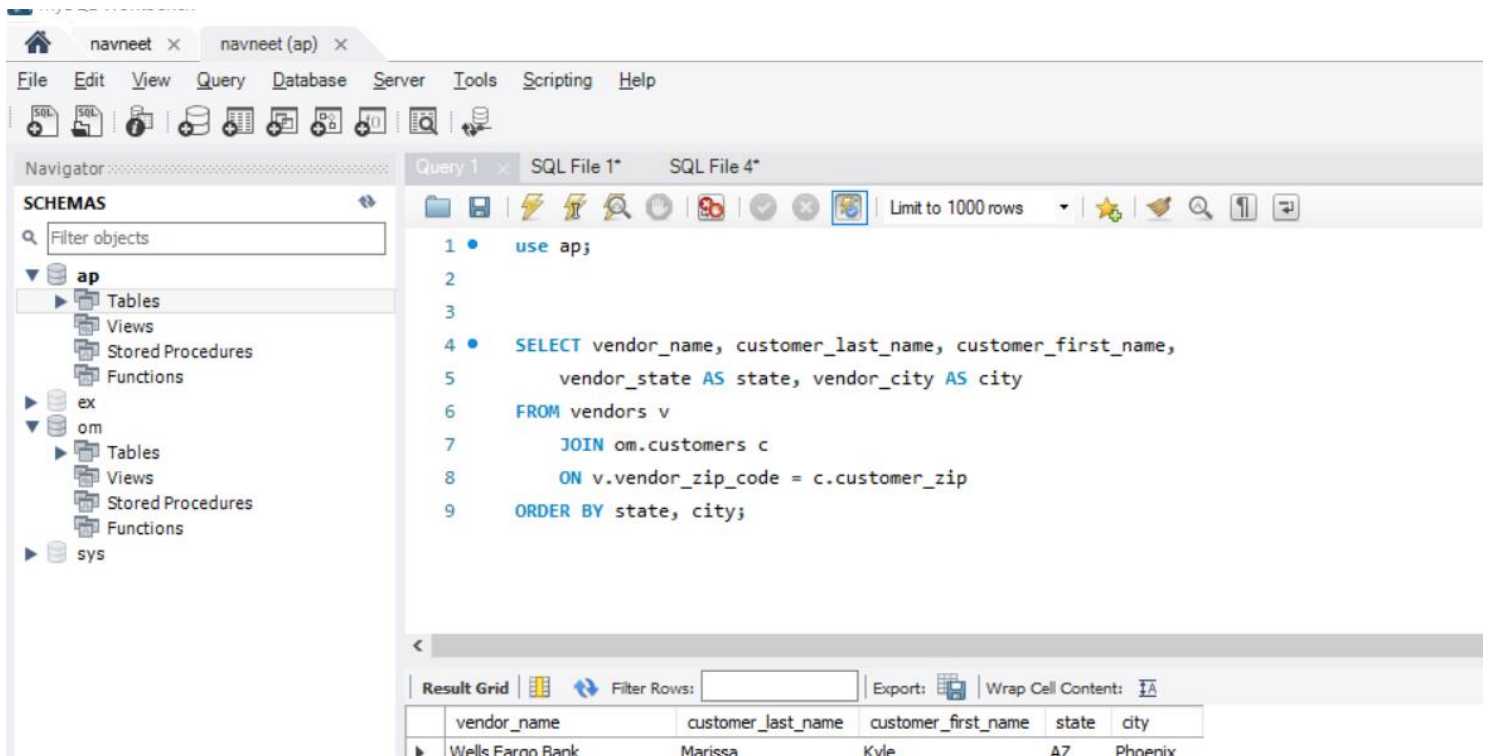 navneet × navneet (ap) ×
File Edit View Query Database Server Tools Scripting Help
Navigator
SCHEMAS
Filter objects
ap
Tables
Views
Stored Procedures
Functions
ex
om
Tables
Views
Stored Procedures
Functions
sys
Query 1 × SQL File 1* SQL File 4*
Limit to 1000 rows
1 use ap;
2
3
4 SELECT vendor_name, customer_last_name, customer_first_name,
5 vendor_state AS state, vendor_city AS city
6 FROM vendors v
7 JOIN om.customers c
8 ON v.vendor_zip_code = c.customer_zip
9 ORDER BY state, city;
Result Grid Filter Rows: Export: Wrap Cell Content: IA
vendor_name customer_last_name customer_first_name state city
Wells Fargo Bank Marissa Kyle AZ Phoenix